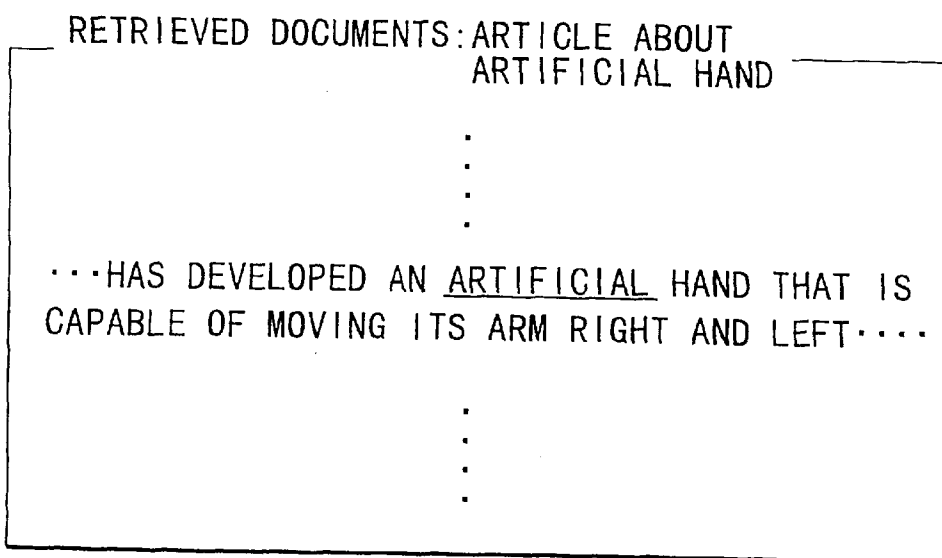 RETRIEVED DOCUMENTS:ARTICLE ABOUT
ARTIFICIAL HAND
.
.
.
.
···HAS DEVELOPED AN ARTIFICIAL HAND THAT IS
CAPABLE OF MOVING ITS ARM RIGHT AND LEFT····
.
.
.
.